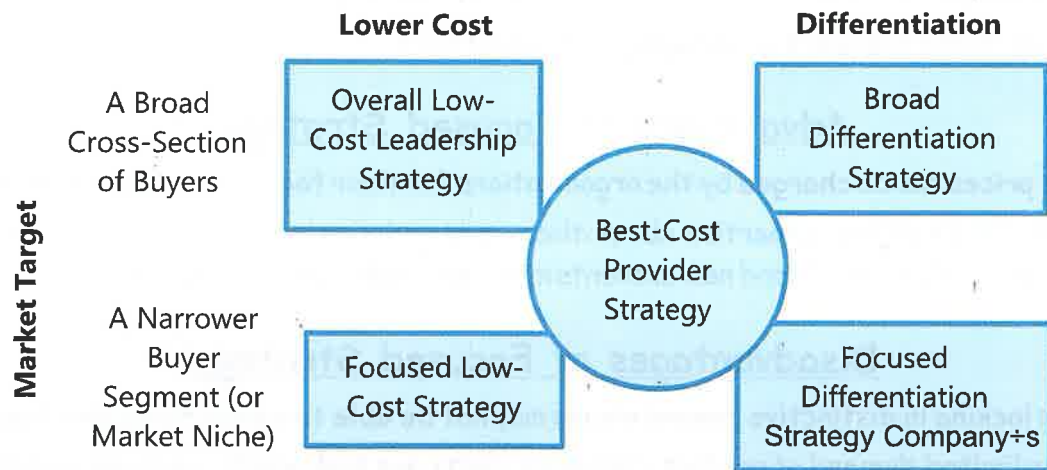 Lower Cost
Differentiation
Market Target
A Broad
Cross-Section
of Buyers
Overall Low-
Cost Leadership
Strategy
Broad
Differentiation
Strategy
Best-Cost
Provider
Strategy
A Narrower
Buyer
Segment (or
Market Niche)
Focused Low-
Cost Strategy
Focused
Differentiation
Strategy Company÷s